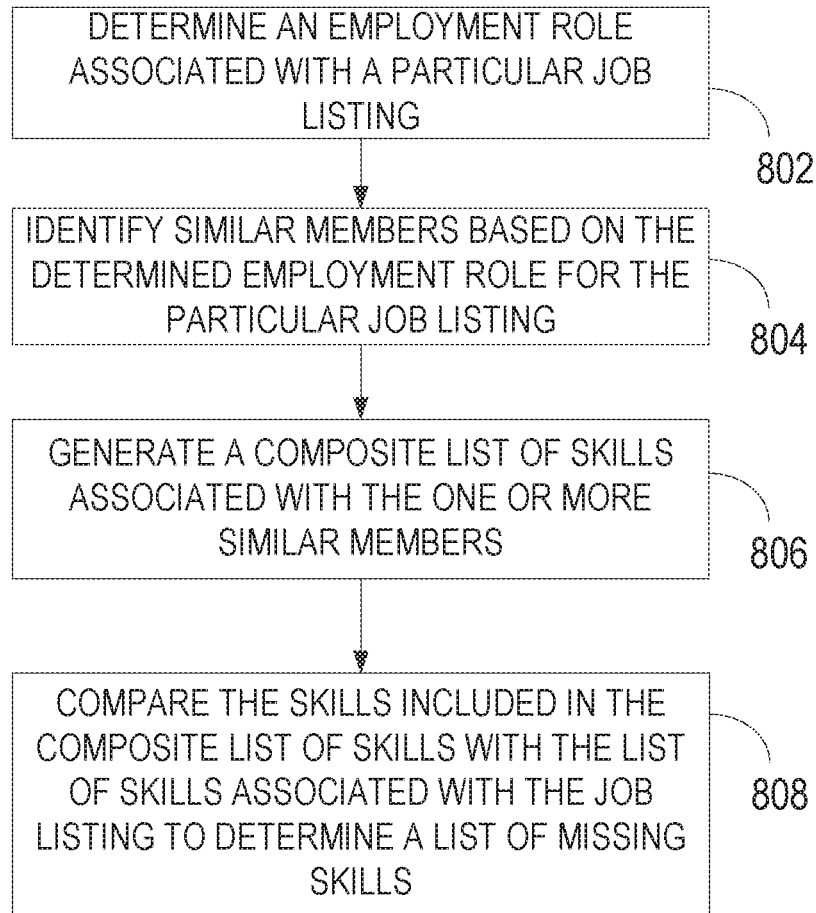 DETERMINE AN EMPLOYMENT ROLE
ASSOCIATED WITH A PARTICULAR JOB
LISTING
802
IDENTIFY SIMILAR MEMBERS BASED ON THE
DETERMINED EMPLOYMENT ROLE FOR THE
PARTICULAR JOB LISTING
804
GENERATE A COMPOSITE LIST OF SKILLS
ASSOCIATED WITH THE ONE OR MORE
SIMILAR MEMBERS
806
COMPARE THE SKILLS INCLUDED IN THE
COMPOSITE LIST OF SKILLS WITH THE LIST
OF SKILLS ASSOCIATED WITH THE JOB
LISTING TO DETERMINE A LIST OF MISSING
SKILLS
808